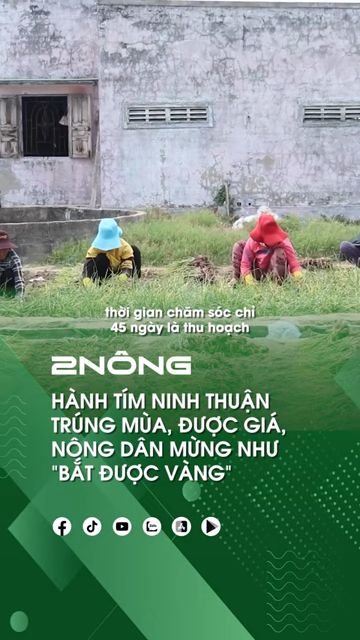 thời gian chăm sóc chỉ
45 ngày là thu hoạch
2NÔNG
HÀNH TÍM NINH THUẬN
TRÚNG MÙA, ĐƯỢC GIÁ,
NÔNG DÂN MỪNG NHƯ
"BẮT ĐƯỢC VÀNG"